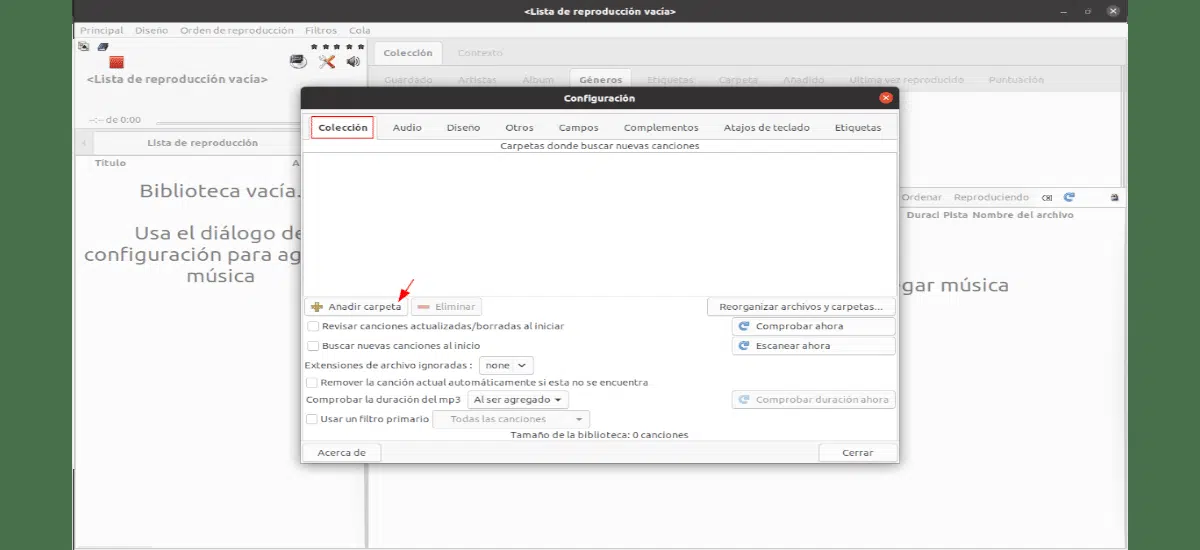 <Lista de reproducción vacía>
Principal Diseño Orden de reproducción Filtros Cola
<Lista de reproducción vacía>
--:-- de 0:00
Lista de reproducción
Título A
Biblioteca vacía.
Usa el diálogo de
configuración para ag
música
Colección Contexto
Guardado Artistas Álbum Géneros Etiquetas Carpeta Añadido Última vez reproducido Puntuación
Configuración
Colección Audio Diseño Otros Campos Complementos Atajos de teclado Etiquetas
Carpetas donde buscar nuevas canciones
Añadir carpeta Eliminar Reorganizar archivos y carpetas...
Revisar canciones actualizadas/borradas al iniciar Comprobar ahora
Buscar nuevas canciones al inicio Escanear ahora
Extensiones de archivo ignoradas : none
Remover la canción actual automáticamente si esta no se encuentra
Comprobar la duración del mp3 Al ser agregado Comprobar duración ahora
Usar un filtro primario Todas las canciones
Tamaño de la biblioteca: 0 canciones
Acerca de Cerrar
Ordenar Reproduciendo
Duraci Pista Nombre del archivo
egar música